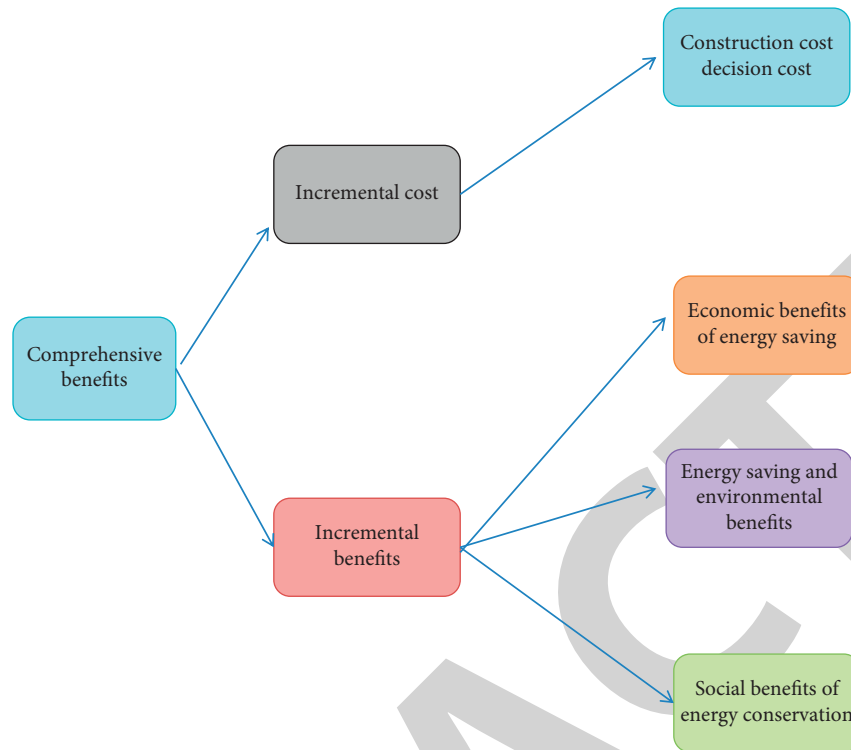 Construction cost
decision cost
Incremental cost
Economic benefits
of energy saving
Comprehensive
benefits
Energy saving and
environmental
benefits
Incremental
benefits
Social benefits of
energy conservation